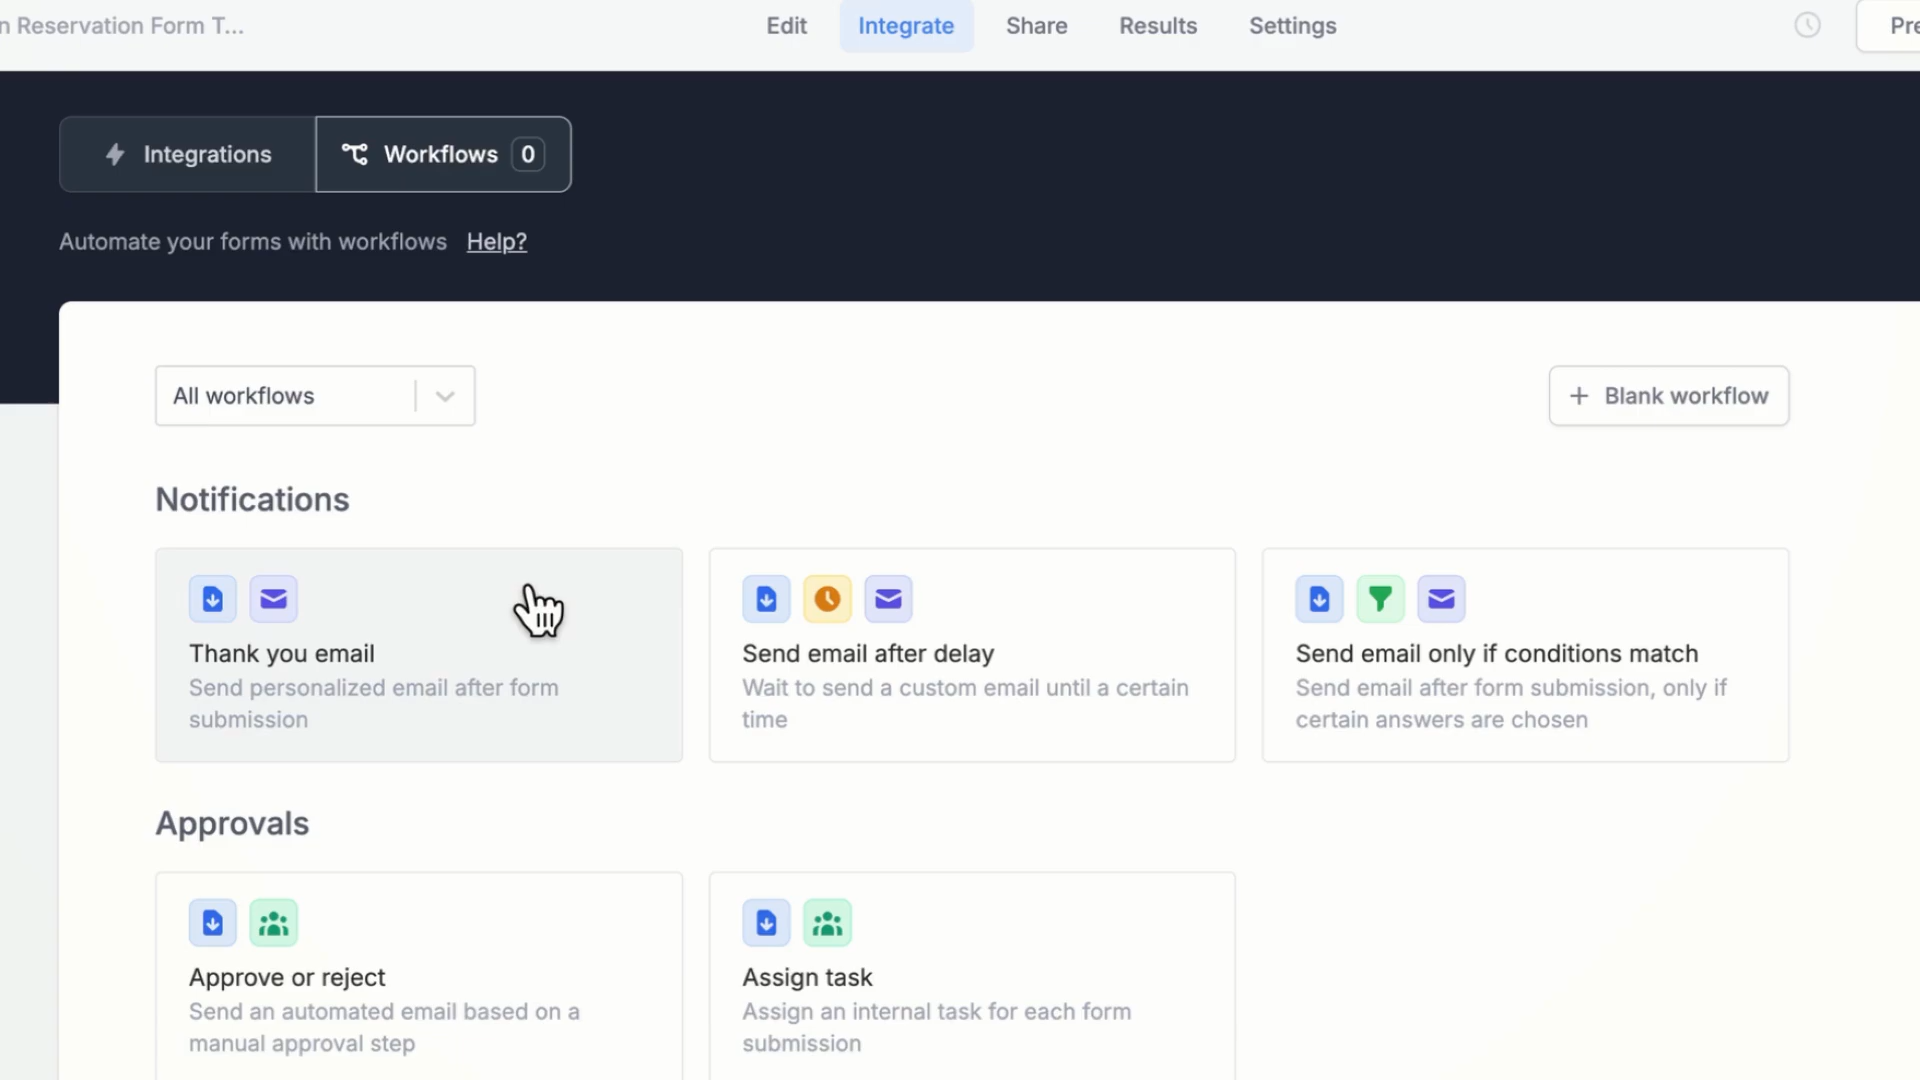 n Reservation Form T...
Edit
Integrate
Share
Results
Settings
Pre
Integrations
Workflows 0
Automate your forms with workflows Help?
All workflows
+ Blank workflow
Notifications
Thank you email
Send personalized email after form
submission
Send email after delay
Wait to send a custom email until a certain
time
Send email only if conditions match
Send email after form submission, only if
certain answers are chosen
Approvals
Approve or reject
Send an automated email based on a
manual approval step
Assign task
Assign an internal task for each form
submission